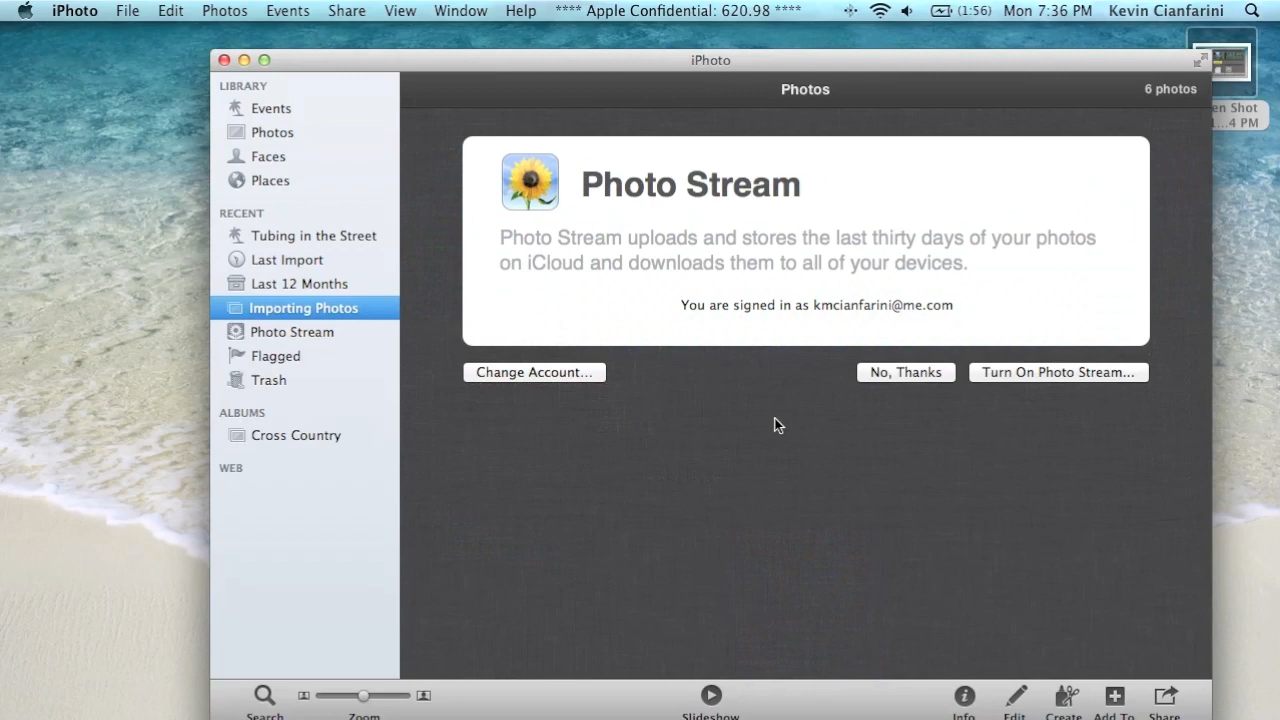 iPhoto File Edit Photos Events Share View Window Help **** Apple Confidential: 620.98 **** (1:56) Mon 7:36 PM Kevin Cianfarini
iPhoto
LIBRARY
Events
Photos
Faces
Places
RECENT
Tubing in the Street
Last Import
Last 12 Months
Importing Photos
Photo Stream
Flagged
Trash
ALBUMS
Cross Country
WEB
Photos
6 photos
Photo Stream
Photo Stream uploads and stores the last thirty days of your photos
on iCloud and downloads them to all of your devices.
You are signed in as kmcianfarini@me.com
Change Account...
No, Thanks
Turn On Photo Stream...
en Shot
1...4 PM
Search
Zoom
Slideshow
Info
Edit
Create
Add To
Share